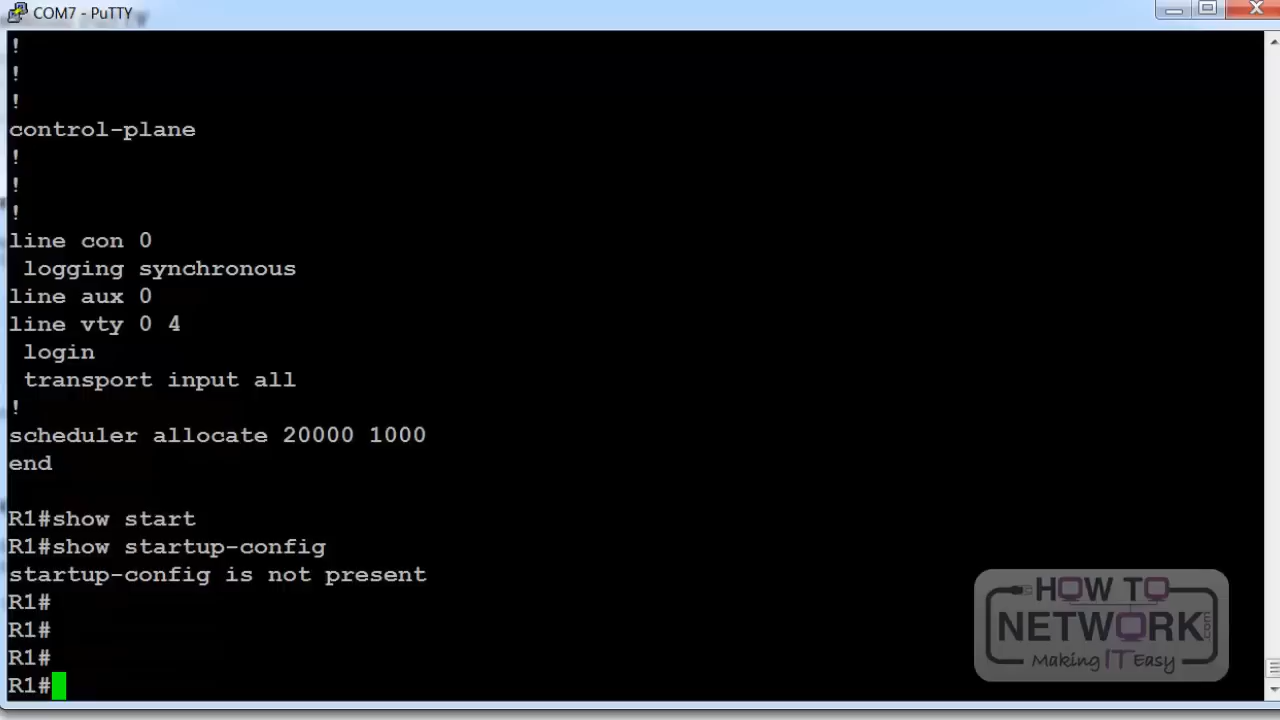 COM7 - PuTTY
!
!
!
control-plane
!
!
!
line con 0
 logging synchronous
line aux 0
line vty 0 4
 login
 transport input all
!
scheduler allocate 20000 1000
end
R1#show start
R1#show startup-config
startup-config is not present
R1#
R1#
R1#
R1#
HOW TO
NETWORK.com
Making IT Easy